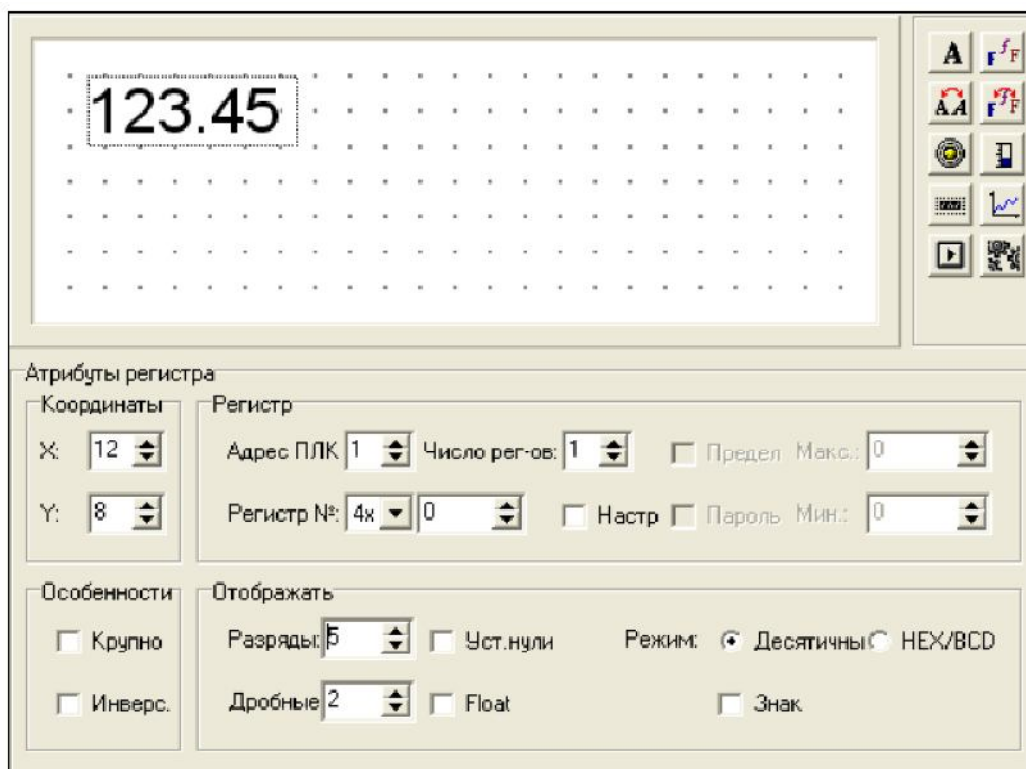 123.45
A
F f F
A A
F f F
Атрибуты регистра
Координаты
Регистр
X: 12
Адрес ПЛК 1
Число рег-ов: 1
Предел
Макс.: 0
Y: 8
Регистр №: 4x 0
Настр
Пароль
Мин.: 0
Особенности
Отображать
Крупно
Разряды: 5
Уст.нули
Режим:
Десятичны
HEX/BCD
Инверс.
Дробные 2
Float
Знак